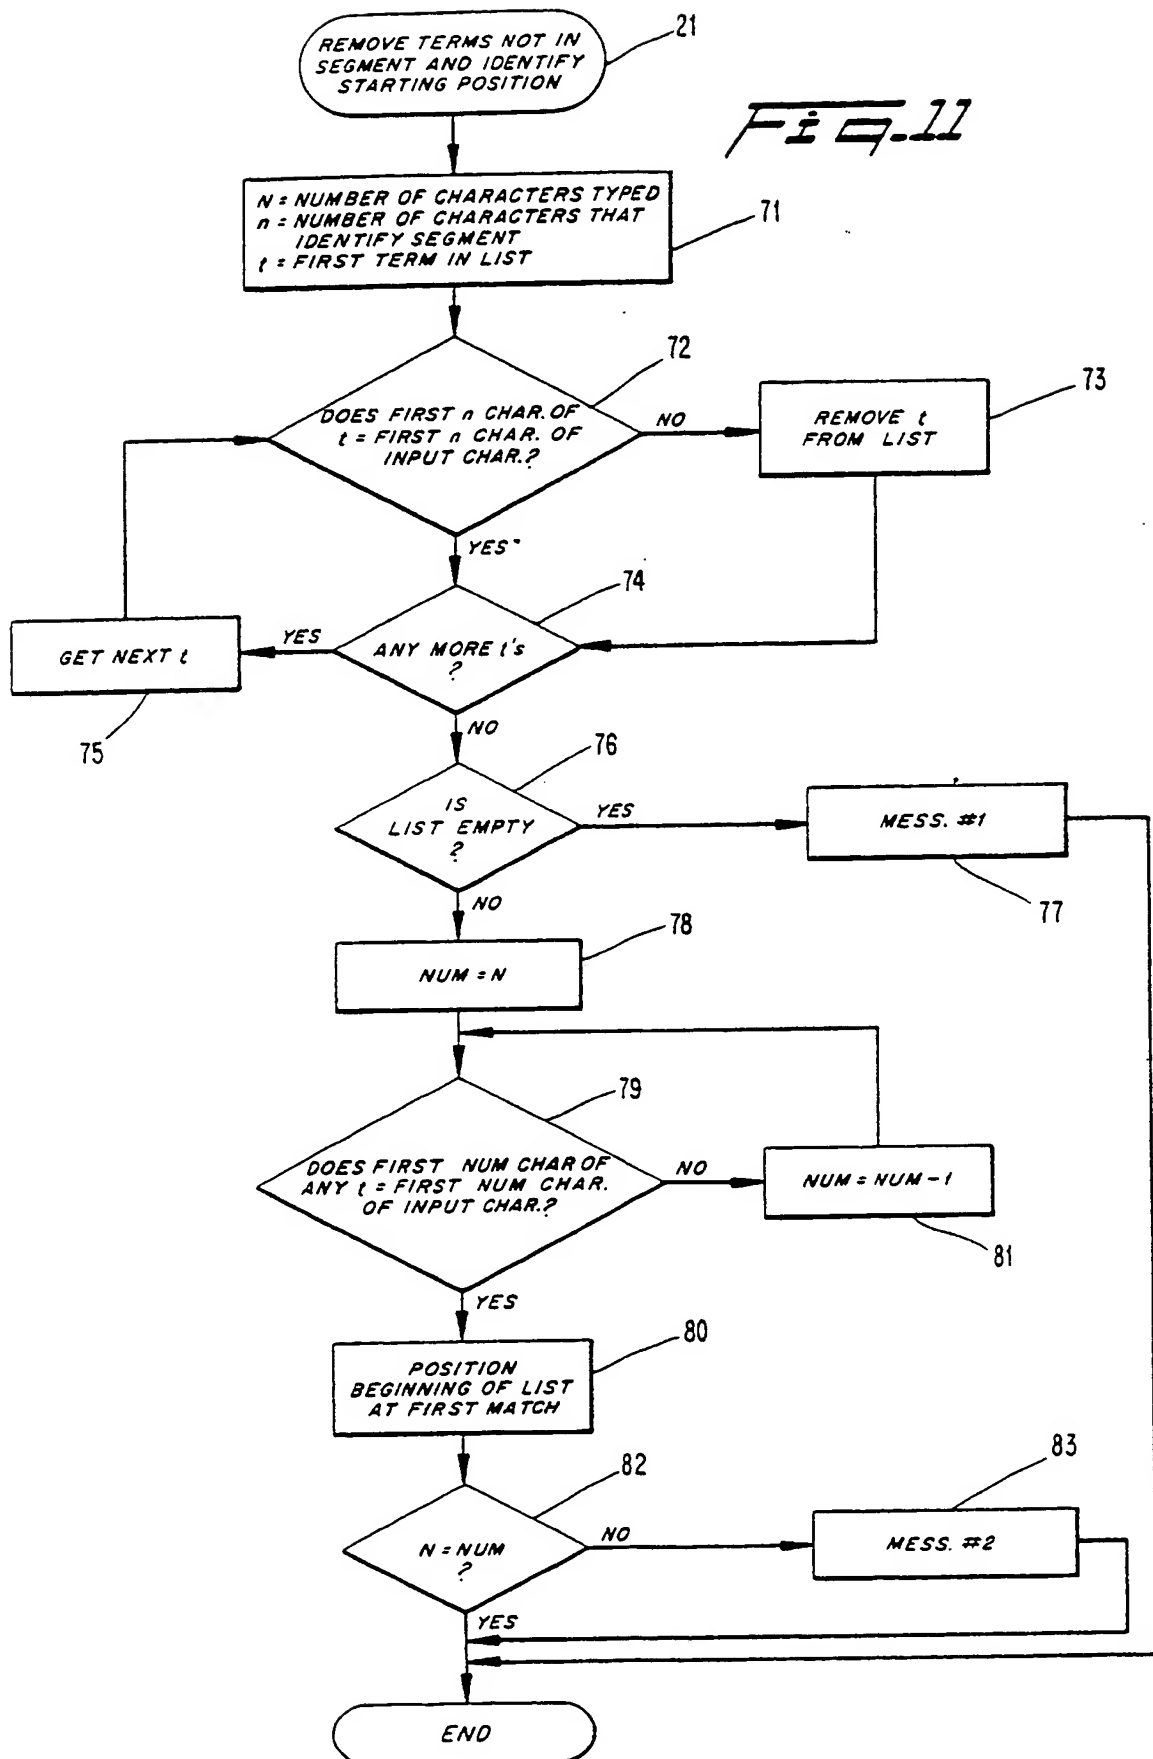 REMOVE TERMS NOT IN
SEGMENT AND IDENTIFY
STARTING POSITION
21
Fig. 11
N = NUMBER OF CHARACTERS TYPED
n = NUMBER OF CHARACTERS THAT
IDENTIFY SEGMENT
t = FIRST TERM IN LIST
71
72
DOES FIRST n CHAR. OF
t = FIRST n CHAR. OF
INPUT CHAR.?
NO
REMOVE t
FROM LIST
73
YES
74
ANY MORE t's
?
YES
GET NEXT t
75
NO
76
IS
LIST EMPTY
?
YES
MESS. #1
77
NO
78
NUM = N
79
DOES FIRST NUM CHAR OF
ANY t = FIRST NUM CHAR.
OF INPUT CHAR.?
NO
NUM = NUM - 1
81
YES
80
POSITION
BEGINNING OF LIST
AT FIRST MATCH
82
N = NUM
?
NO
83
MESS. #2
YES
END